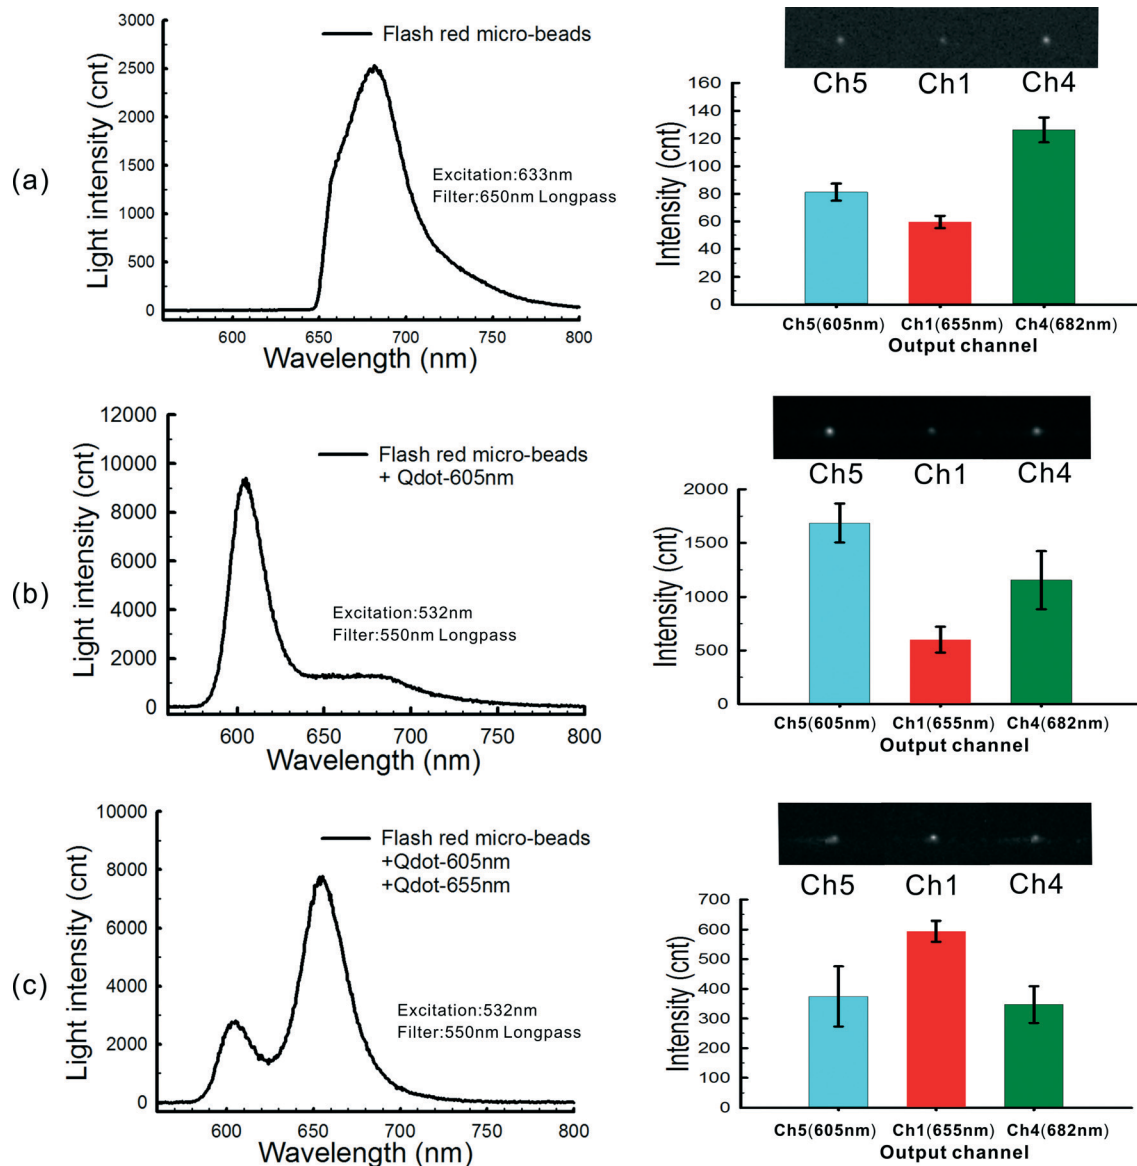 (a)
Light intensity (cnt)
3000
2500
2000
1500
1000
500
0
Flash red micro-beads
Excitation:633nm
Filter:650nm Longpass
600 650 700 750 800
Wavelength (nm)
Ch5 Ch1 Ch4
Intensity (cnt)
160
140
120
100
80
60
40
20
0
Ch5(605nm) Ch1(655nm) Ch4(682nm)
Output channel
(b)
Light intensity (cnt)
12000
10000
8000
6000
4000
2000
0
Flash red micro-beads
+ Qdot-605nm
Excitation:532nm
Filter:550nm Longpass
600 650 700 750 800
Wavelength (nm)
Ch5 Ch1 Ch4
Intensity (cnt)
2000
1500
1000
500
0
Ch5(605nm) Ch1(655nm) Ch4(682nm)
Output channel
(c)
Light intensity (cnt)
10000
8000
6000
4000
2000
0
Flash red micro-beads
+Qdot-605nm
+Qdot-655nm
Excitation:532nm
Filter:550nm Longpass
600 650 700 750 800
Wavelength (nm)
Ch5 Ch1 Ch4
Intensity (cnt)
700
600
500
400
300
200
100
0
Ch5(605nm) Ch1(655nm) Ch4(682nm)
Output channel